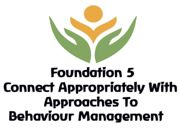 Foundation 5
Connect Appropriately With
Approaches To
Behaviour Management